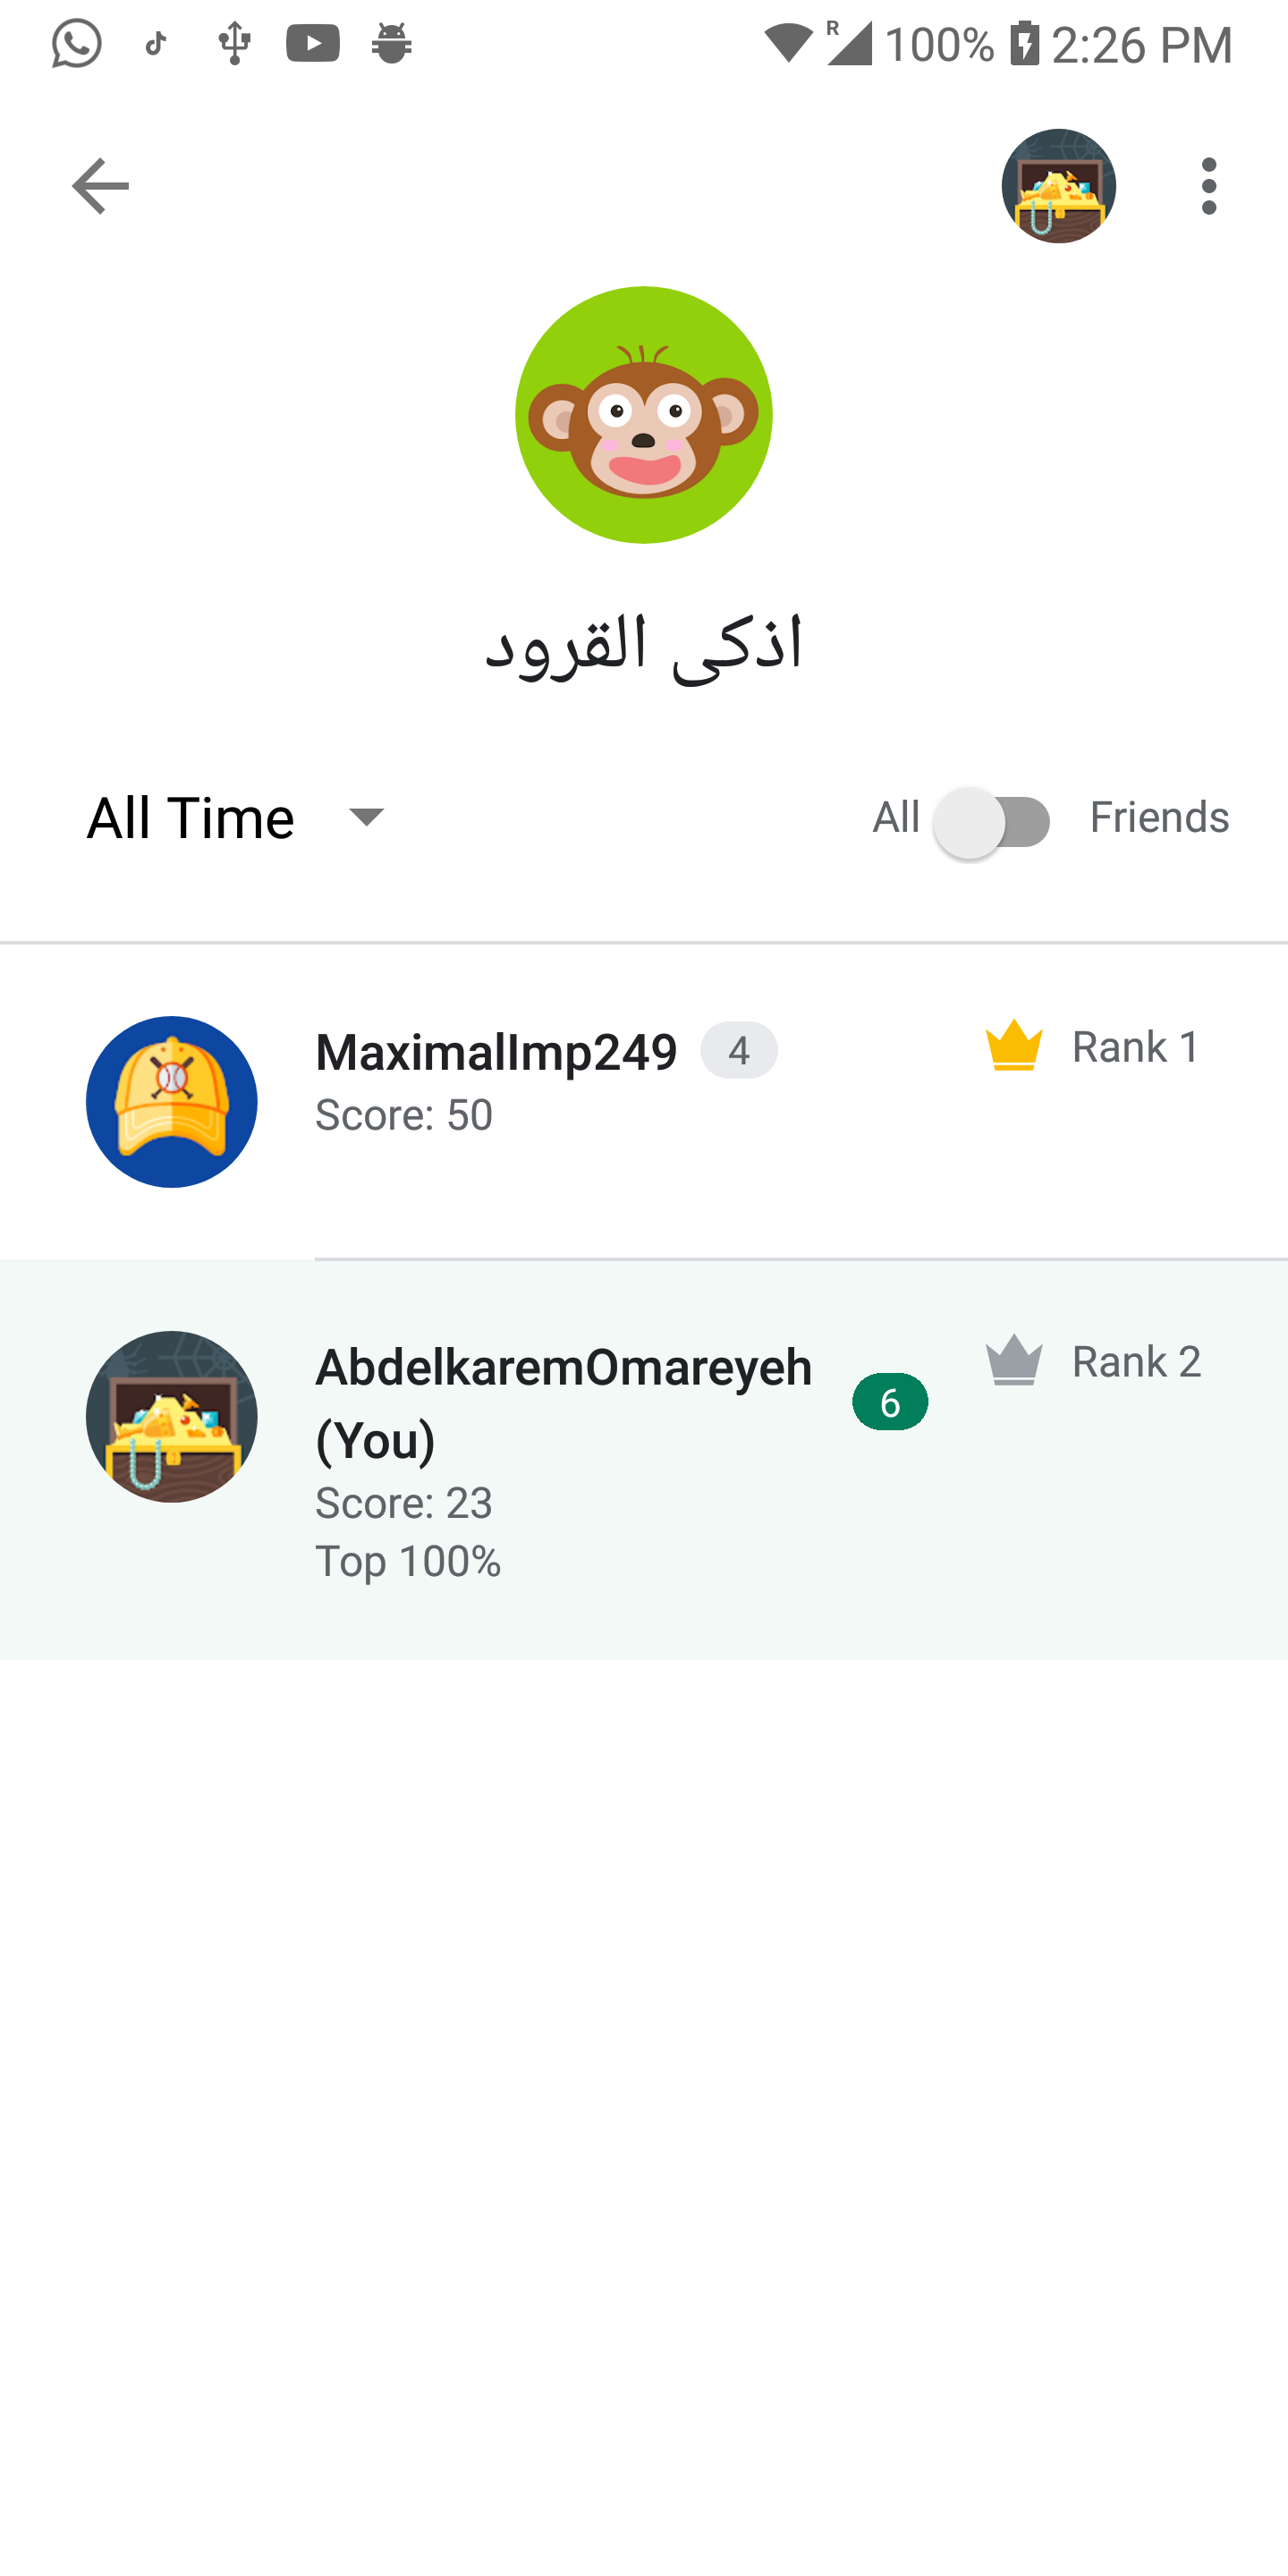 R 100% 2:26 PM
اذكى القرود
All Time
All Friends
MaximalImp249 4 Rank 1
Score: 50
AbdelkaremOmareyeh
(You) 6 Rank 2
Score: 23
Top 100%